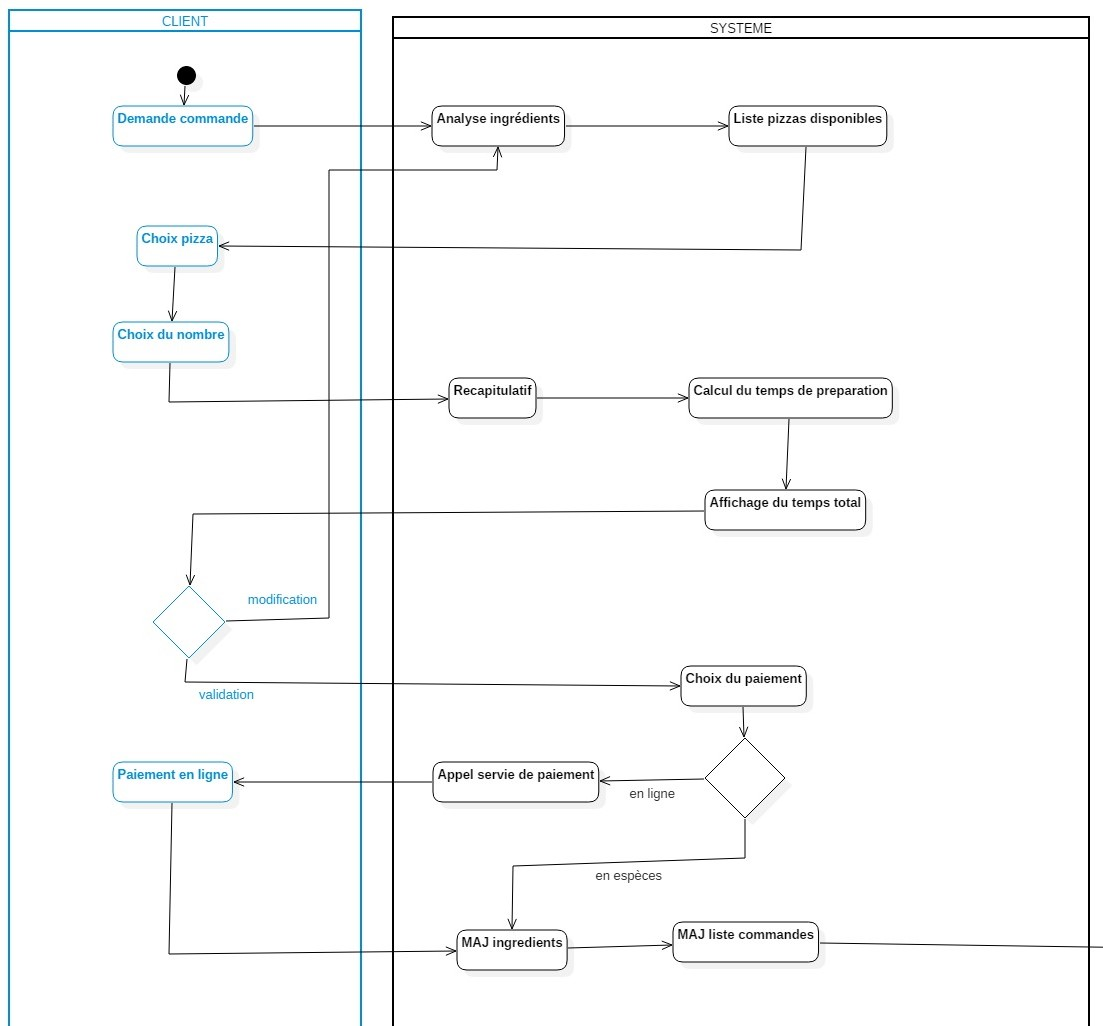 CLIENT
SYSTEME
Demande commande
Analyse ingrédients
Liste pizzas disponibles
Choix pizza
Choix du nombre
Recapitulatif
Calcul du temps de preparation
Affichage du temps total
modification
validation
Choix du paiement
Paiement en ligne
Appel servie de paiement
en ligne
en espèces
MAJ ingredients
MAJ liste commandes